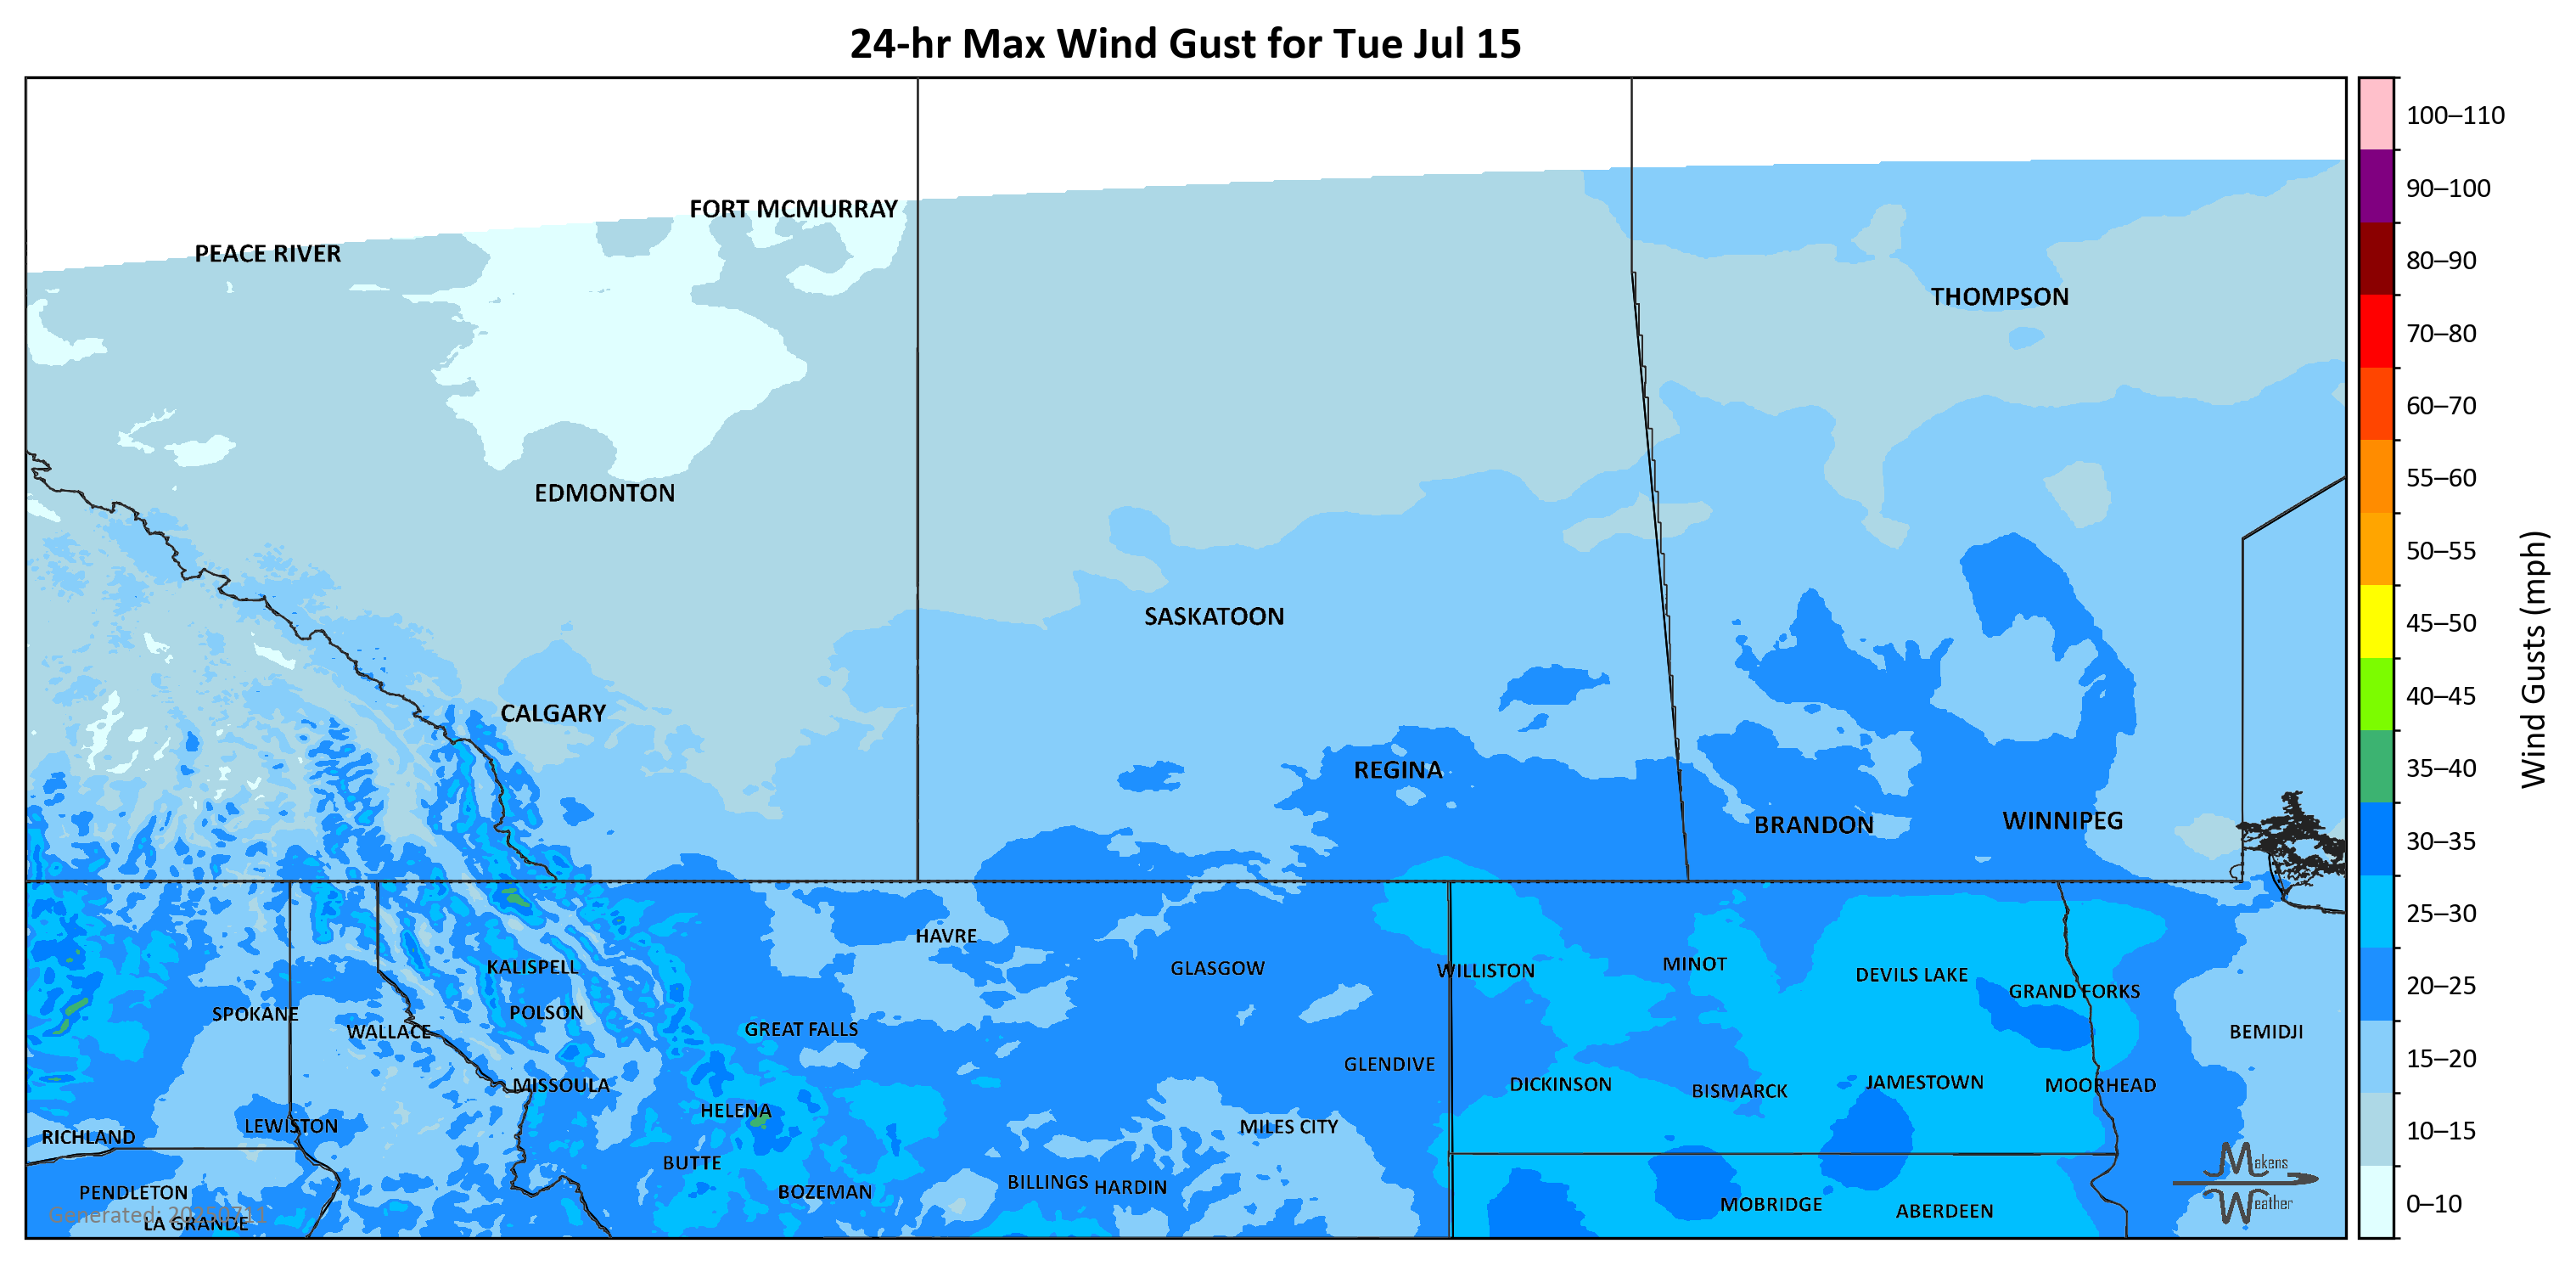 24-hr Max Wind Gust for Tue Jul 15
100–110
90–100
80–90
70–80
60–70
55–60
50–55
45–50
40–45
35–40
30–35
25–30
20–25
15–20
10–15
0–10
Wind Gusts (mph)
FORT MCMURRAY
PEACE RIVER
THOMPSON
EDMONTON
SASKATOON
CALGARY
REGINA
BRANDON
WINNIPEG
HAVRE
KALISPELL
GLASGOW
WILLISTON
MINOT
DEVILS LAKE
GRAND FORKS
SPOKANE
POLSON
WALLACE
GREAT FALLS
BEMIDJI
GLENDIVE
MISSOULA
DICKINSON
BISMARCK
JAMESTOWN
MOORHEAD
HELENA
LEWISTON
MILES CITY
RICHLAND
BUTTE
PENDLETON
BOZEMAN
BILLINGS
HARDIN
MOBRIDGE
ABERDEEN
LA GRANDE
Generated: 20250711
Makens
Weather